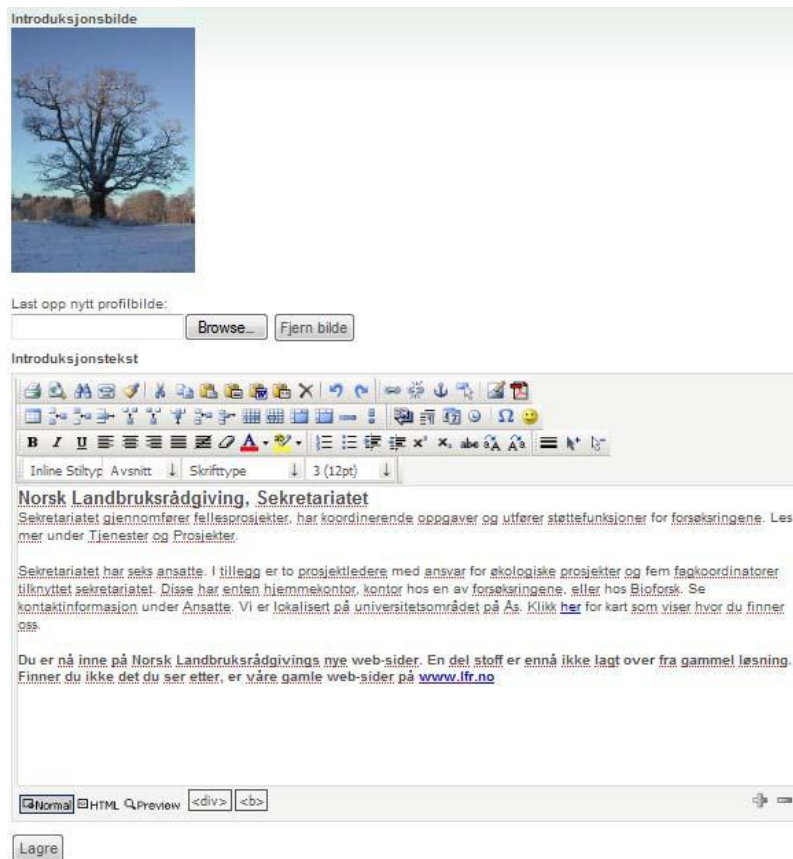 Introduksjonsbilde
Last opp nytt profilbilde:
Browse... Fjern bilde
Introduksjonstekst
B I U
Inline Stiltyp Avsnitt Skrifttype 3 (12pt)
Norsk Landbruksrådgiving, Sekretariatet
Sekretariatet gjennomfører fellesprosjekter, har koordinerende oppgaver og utfører støttefunksjoner for forsøksringene. Les
mer under Tjenester og Prosjekter.
Sekretariatet har seks ansatte. I tillegg er to prosjektledere med ansvar for økologiske prosjekter og fem fagkoordinatorer
tilknyttet sekretariatet. Disse har enten hjemmekontor, kontor hos en av forsøksringene, eller hos Bioforsk. Se
kontaktinformasjon under Ansatte. Vi er lokalisert på universitetsområdet på Ås. Klikk her for kart som viser hvor du finner
oss.
Du er nå inne på Norsk Landbruksrådgivings nye web-sider. En del stoff er ennå ikke lagt over fra gammel løsning.
Finner du ikke det du ser etter, er våre gamle web-sider på www.lfr.no
Normal HTML Preview <div> <b>
Lagre